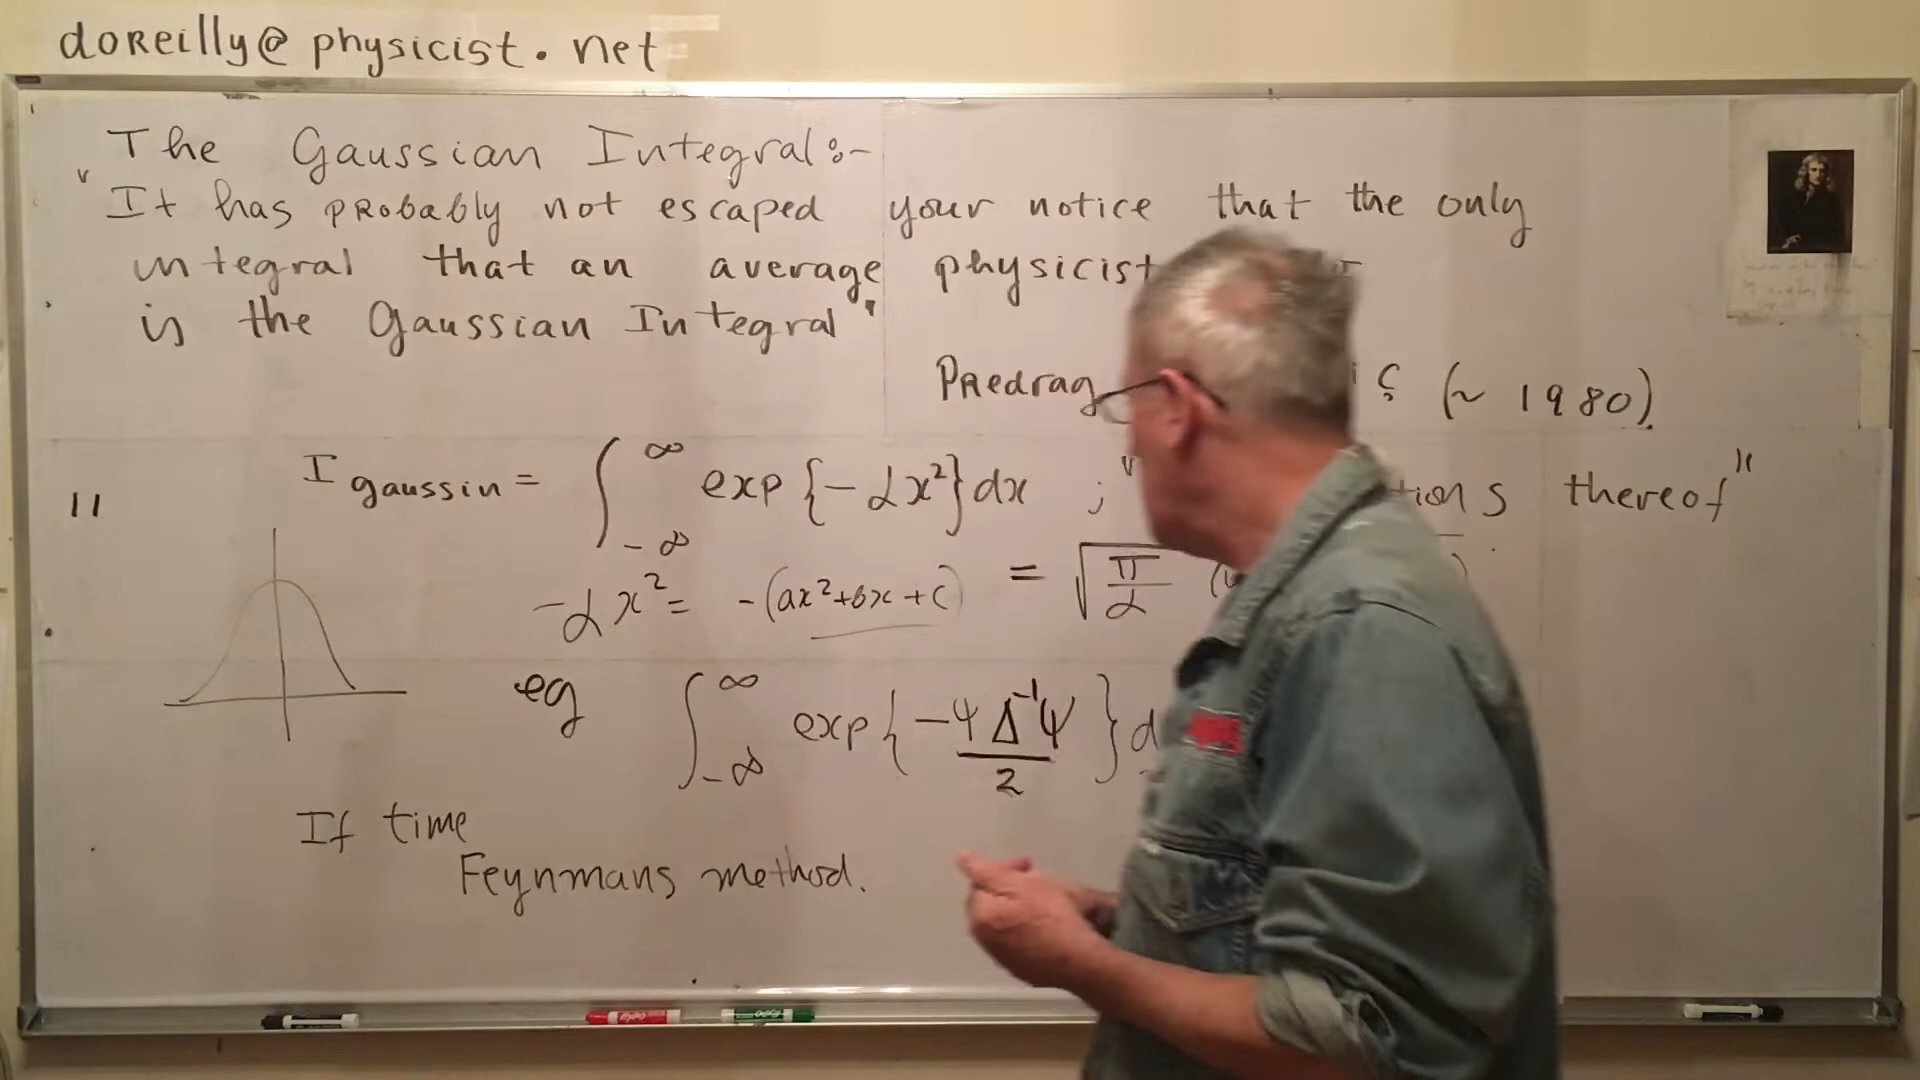 doreilly@physicist.net
The Gaussian Integral:-
"It has probably not escaped your notice that the only
integral that an average physicist
is the Gaussian Integral"
Predrag (~ 1980)
I gaussin = ∫_{-∞}^{∞} exp{-αx²}dx ; " thereof"
-αx² = -(ax²+bx+c) = √(π/α)
eg ∫_{-∞}^{∞} exp{-ψΔ⁻¹ψ/2}d
If time
Feynmans method.
11